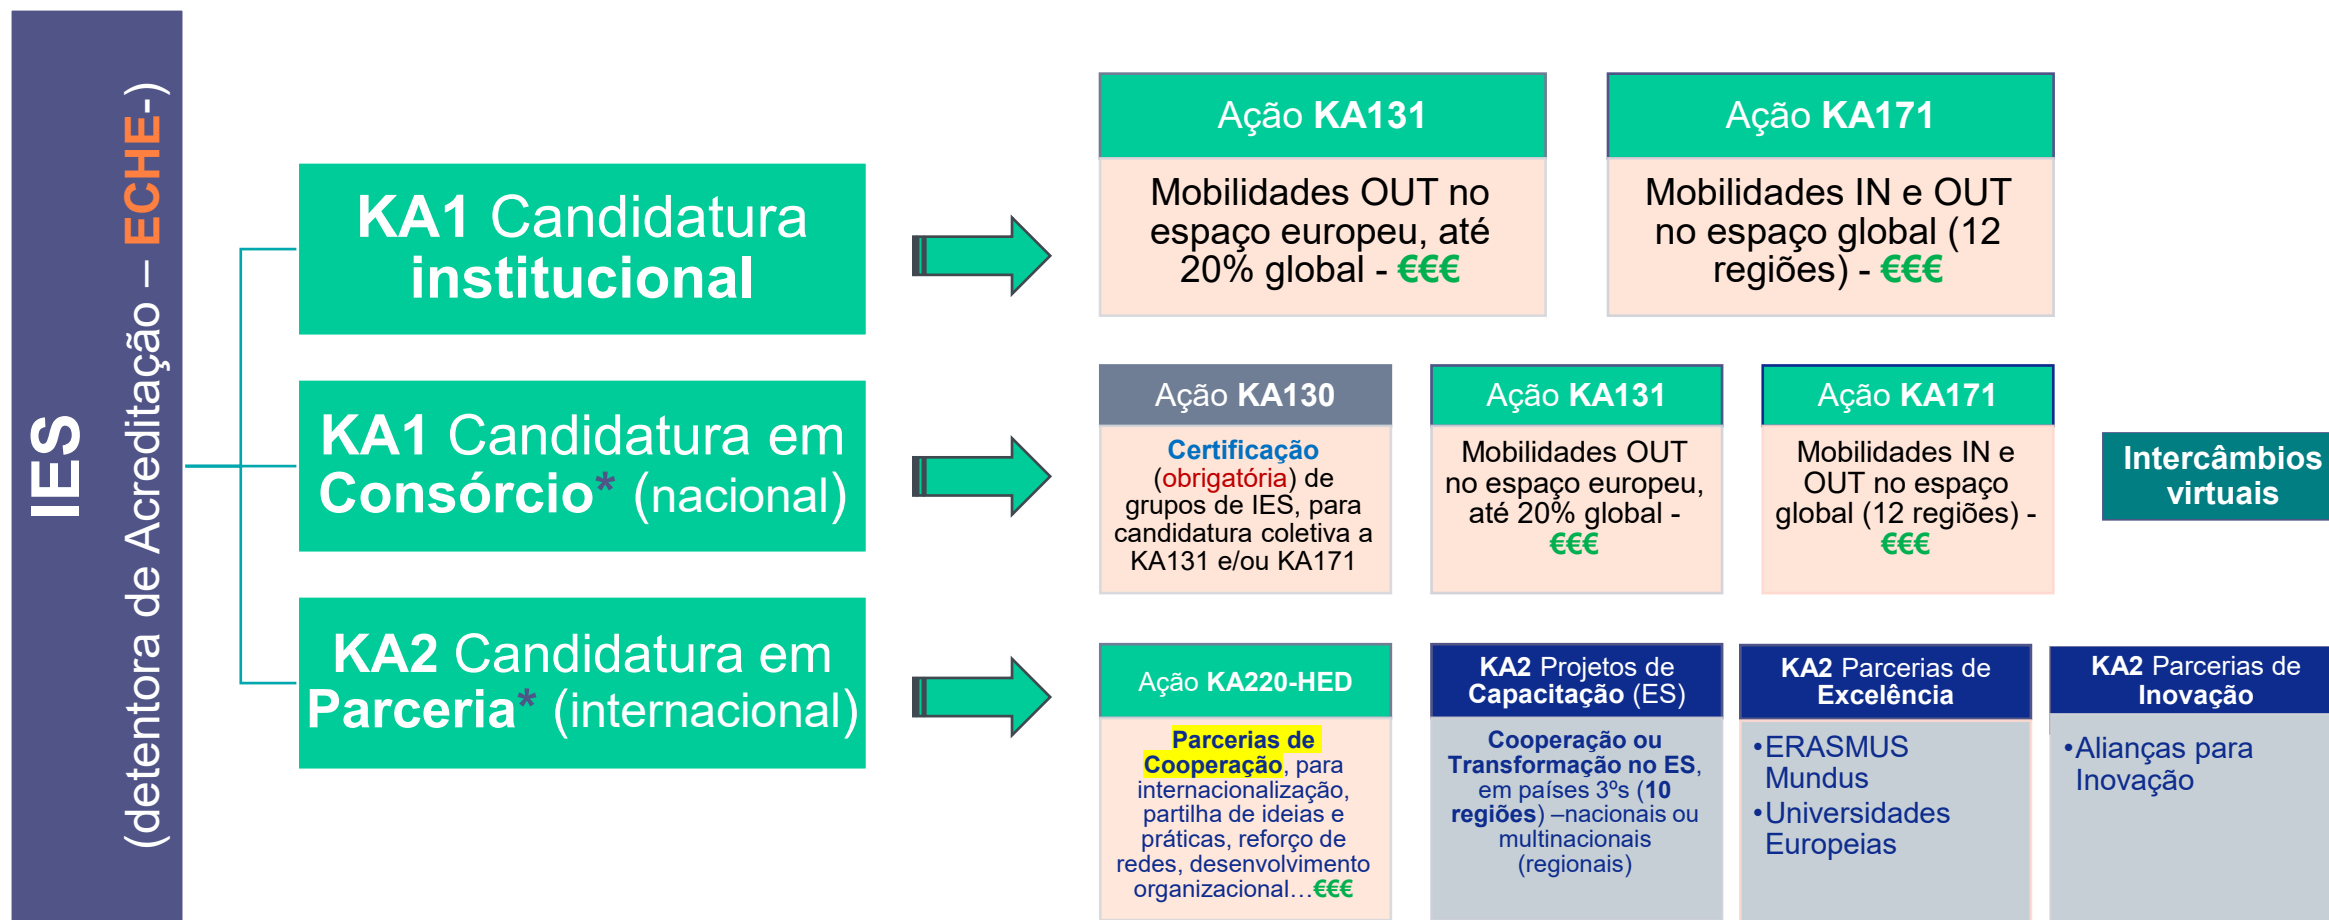 IES
(detentora de Acreditação – ECHE-)
KA1 Candidatura
institucional
Ação KA131
Mobilidades OUT no
espaço europeu, até
20% global - €€€
Ação KA171
Mobilidades IN e OUT
no espaço global (12
regiões) - €€€
KA1 Candidatura em
Consórcio* (nacional)
Ação KA130
Certificação
(obrigatória) de
grupos de IES, para
candidatura coletiva a
KA131 e/ou KA171
Ação KA131
Mobilidades OUT
no espaço europeu,
até 20% global -
€€€
Ação KA171
Mobilidades IN e
OUT no espaço
global (12 regiões) -
€€€
Intercâmbios
virtuais
KA2 Candidatura em
Parceria* (internacional)
Ação KA220-HED
Parcerias de
Cooperação, para
internacionalização,
partilha de ideias e
práticas, reforço de
redes, desenvolvimento
organizacional…€€€
KA2 Projetos de
Capacitação (ES)
Cooperação ou
Transformação no ES,
em países 3ºs (10
regiões) –nacionais ou
multinacionais
(regionais)
KA2 Parcerias de
Excelência
•ERASMUS
Mundus
•Universidades
Europeias
KA2 Parcerias de
Inovação
•Alianças para
Inovação